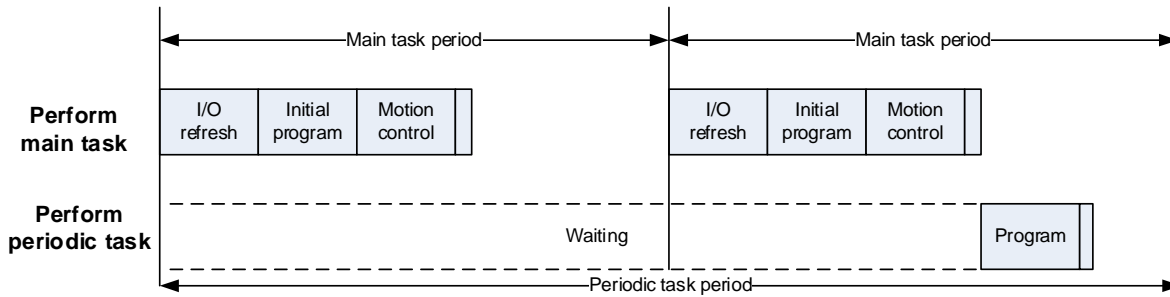 Main task period
Main task period
Perform
main task
I/O
refresh
Initial
program
Motion
control
I/O
refresh
Initial
program
Motion
control
Perform
periodic task
Waiting
Program
Periodic task period